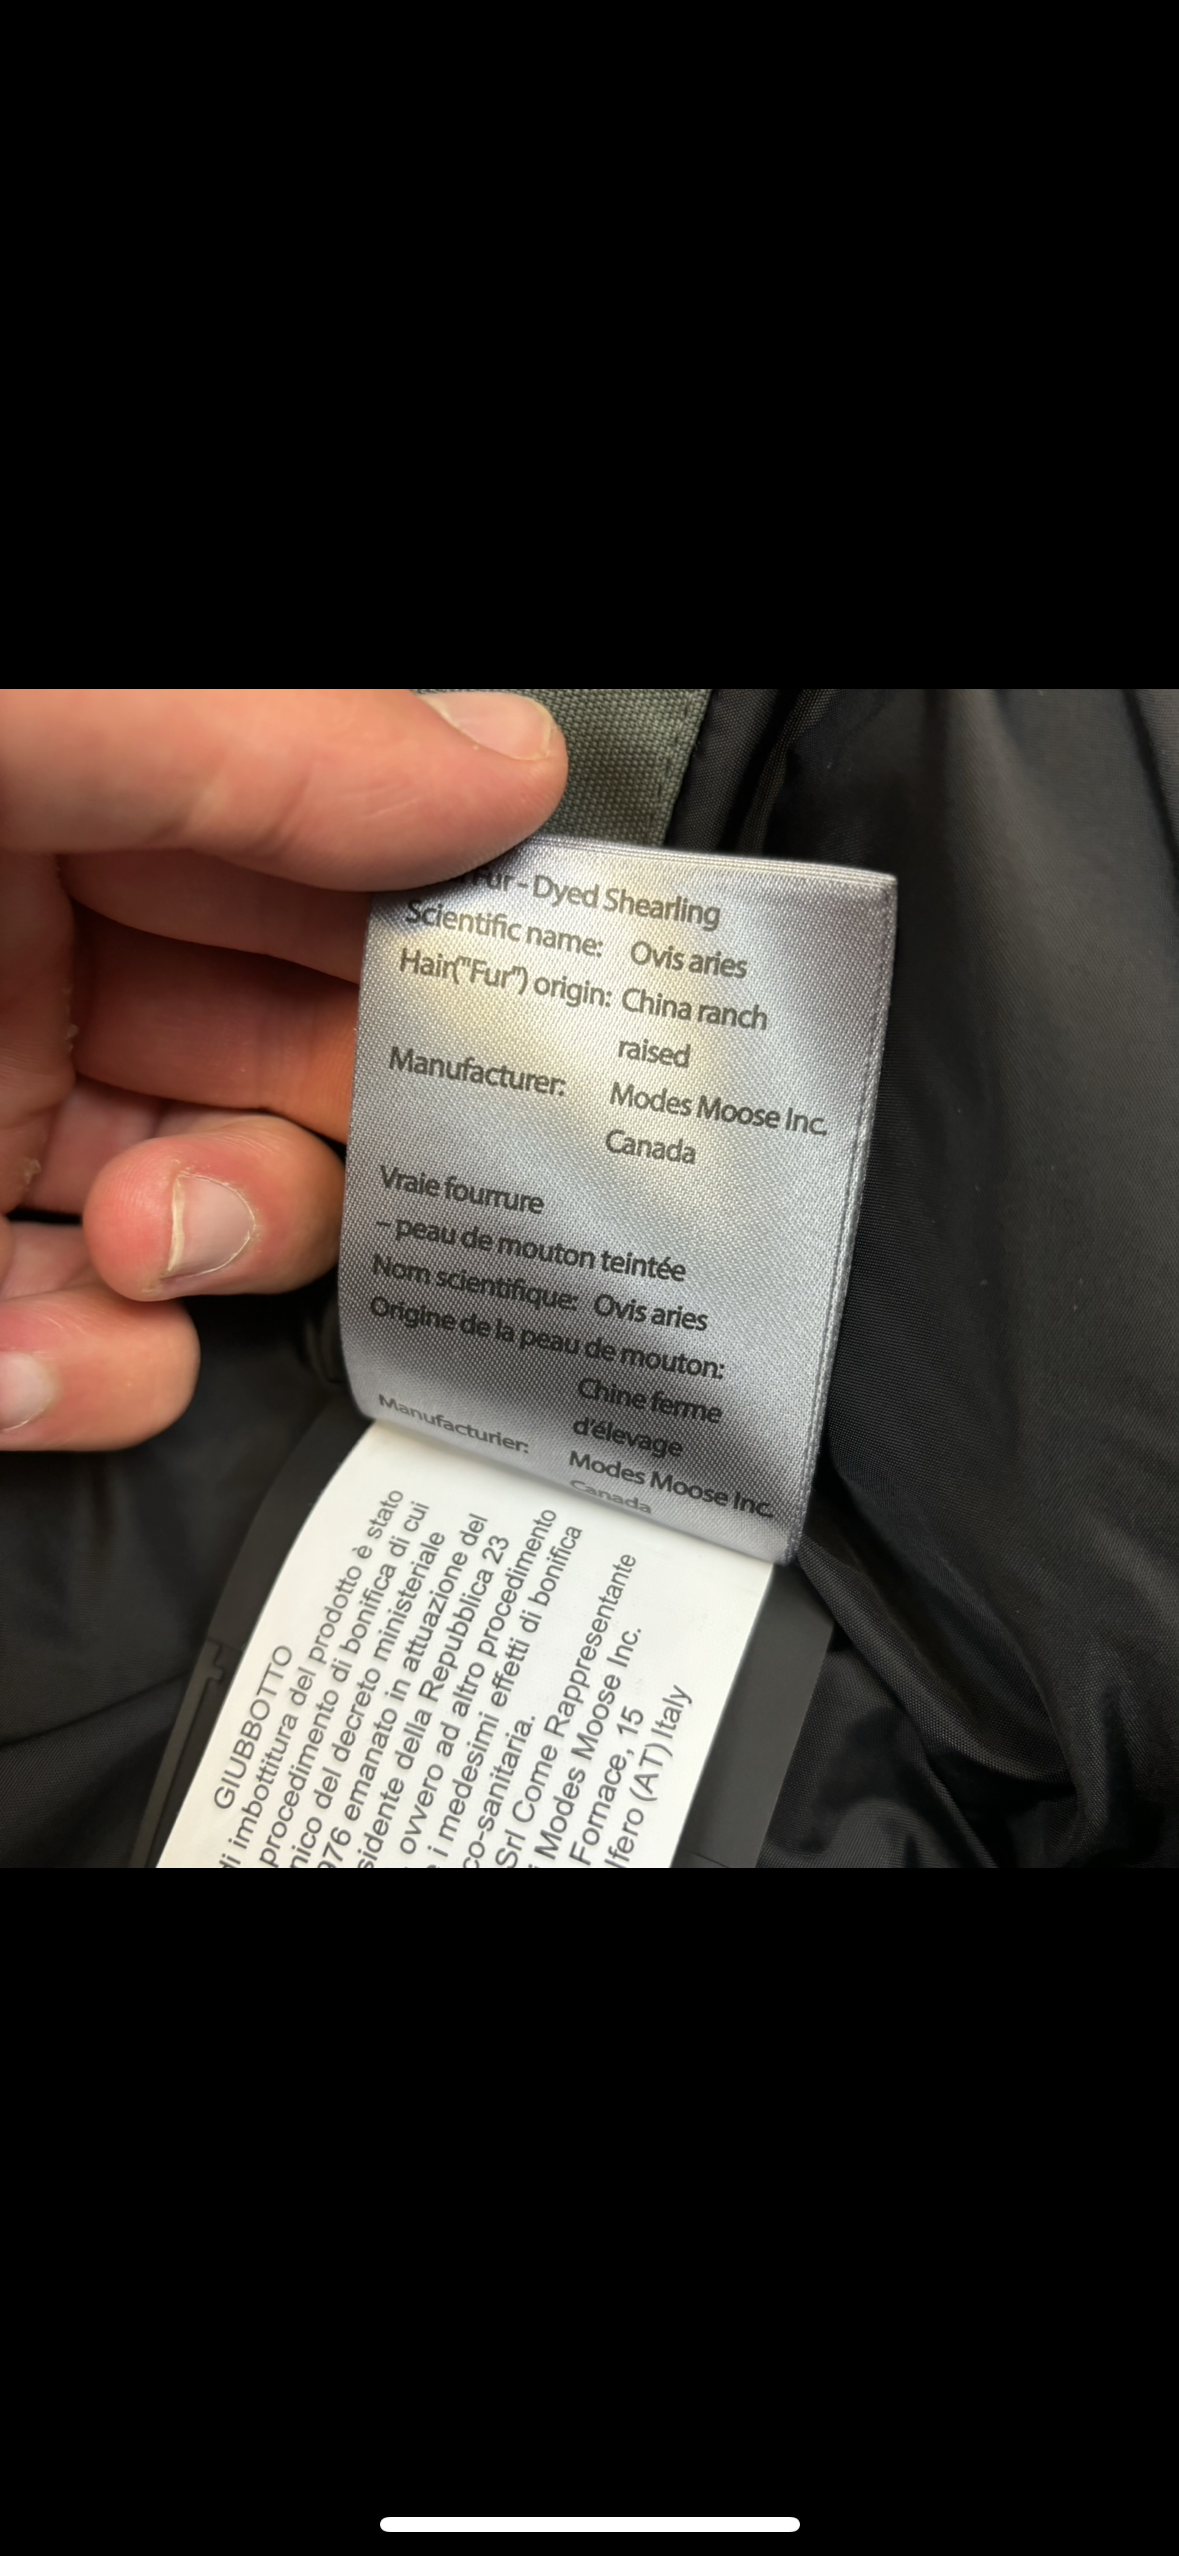 Fur - Dyed Shearling
Scientific name: Ovis aries
Hair("Fur") origin: China ranch
raised
Manufacturer: Modes Moose Inc.
Canada
Vraie fourrure
– peau de mouton teintée
Nom scientifique: Ovis aries
Origine de la peau de mouton:
Chine ferme
d'élevage
Manufacturier: Modes Moose Inc.
Canada
GIUBBOTTO
di imbottitura del prodotto è stato
procedimento di bonifica di cui
del decreto ministeriale
976 emanato in attuazione del
della Repubblica 23
ovvero ad altro procedimento
i medesimi effetti di bonifica
co-sanitaria.
Srl Come Rappresentante
Modes Moose Inc.
Fornace, 15
(AT) Italy